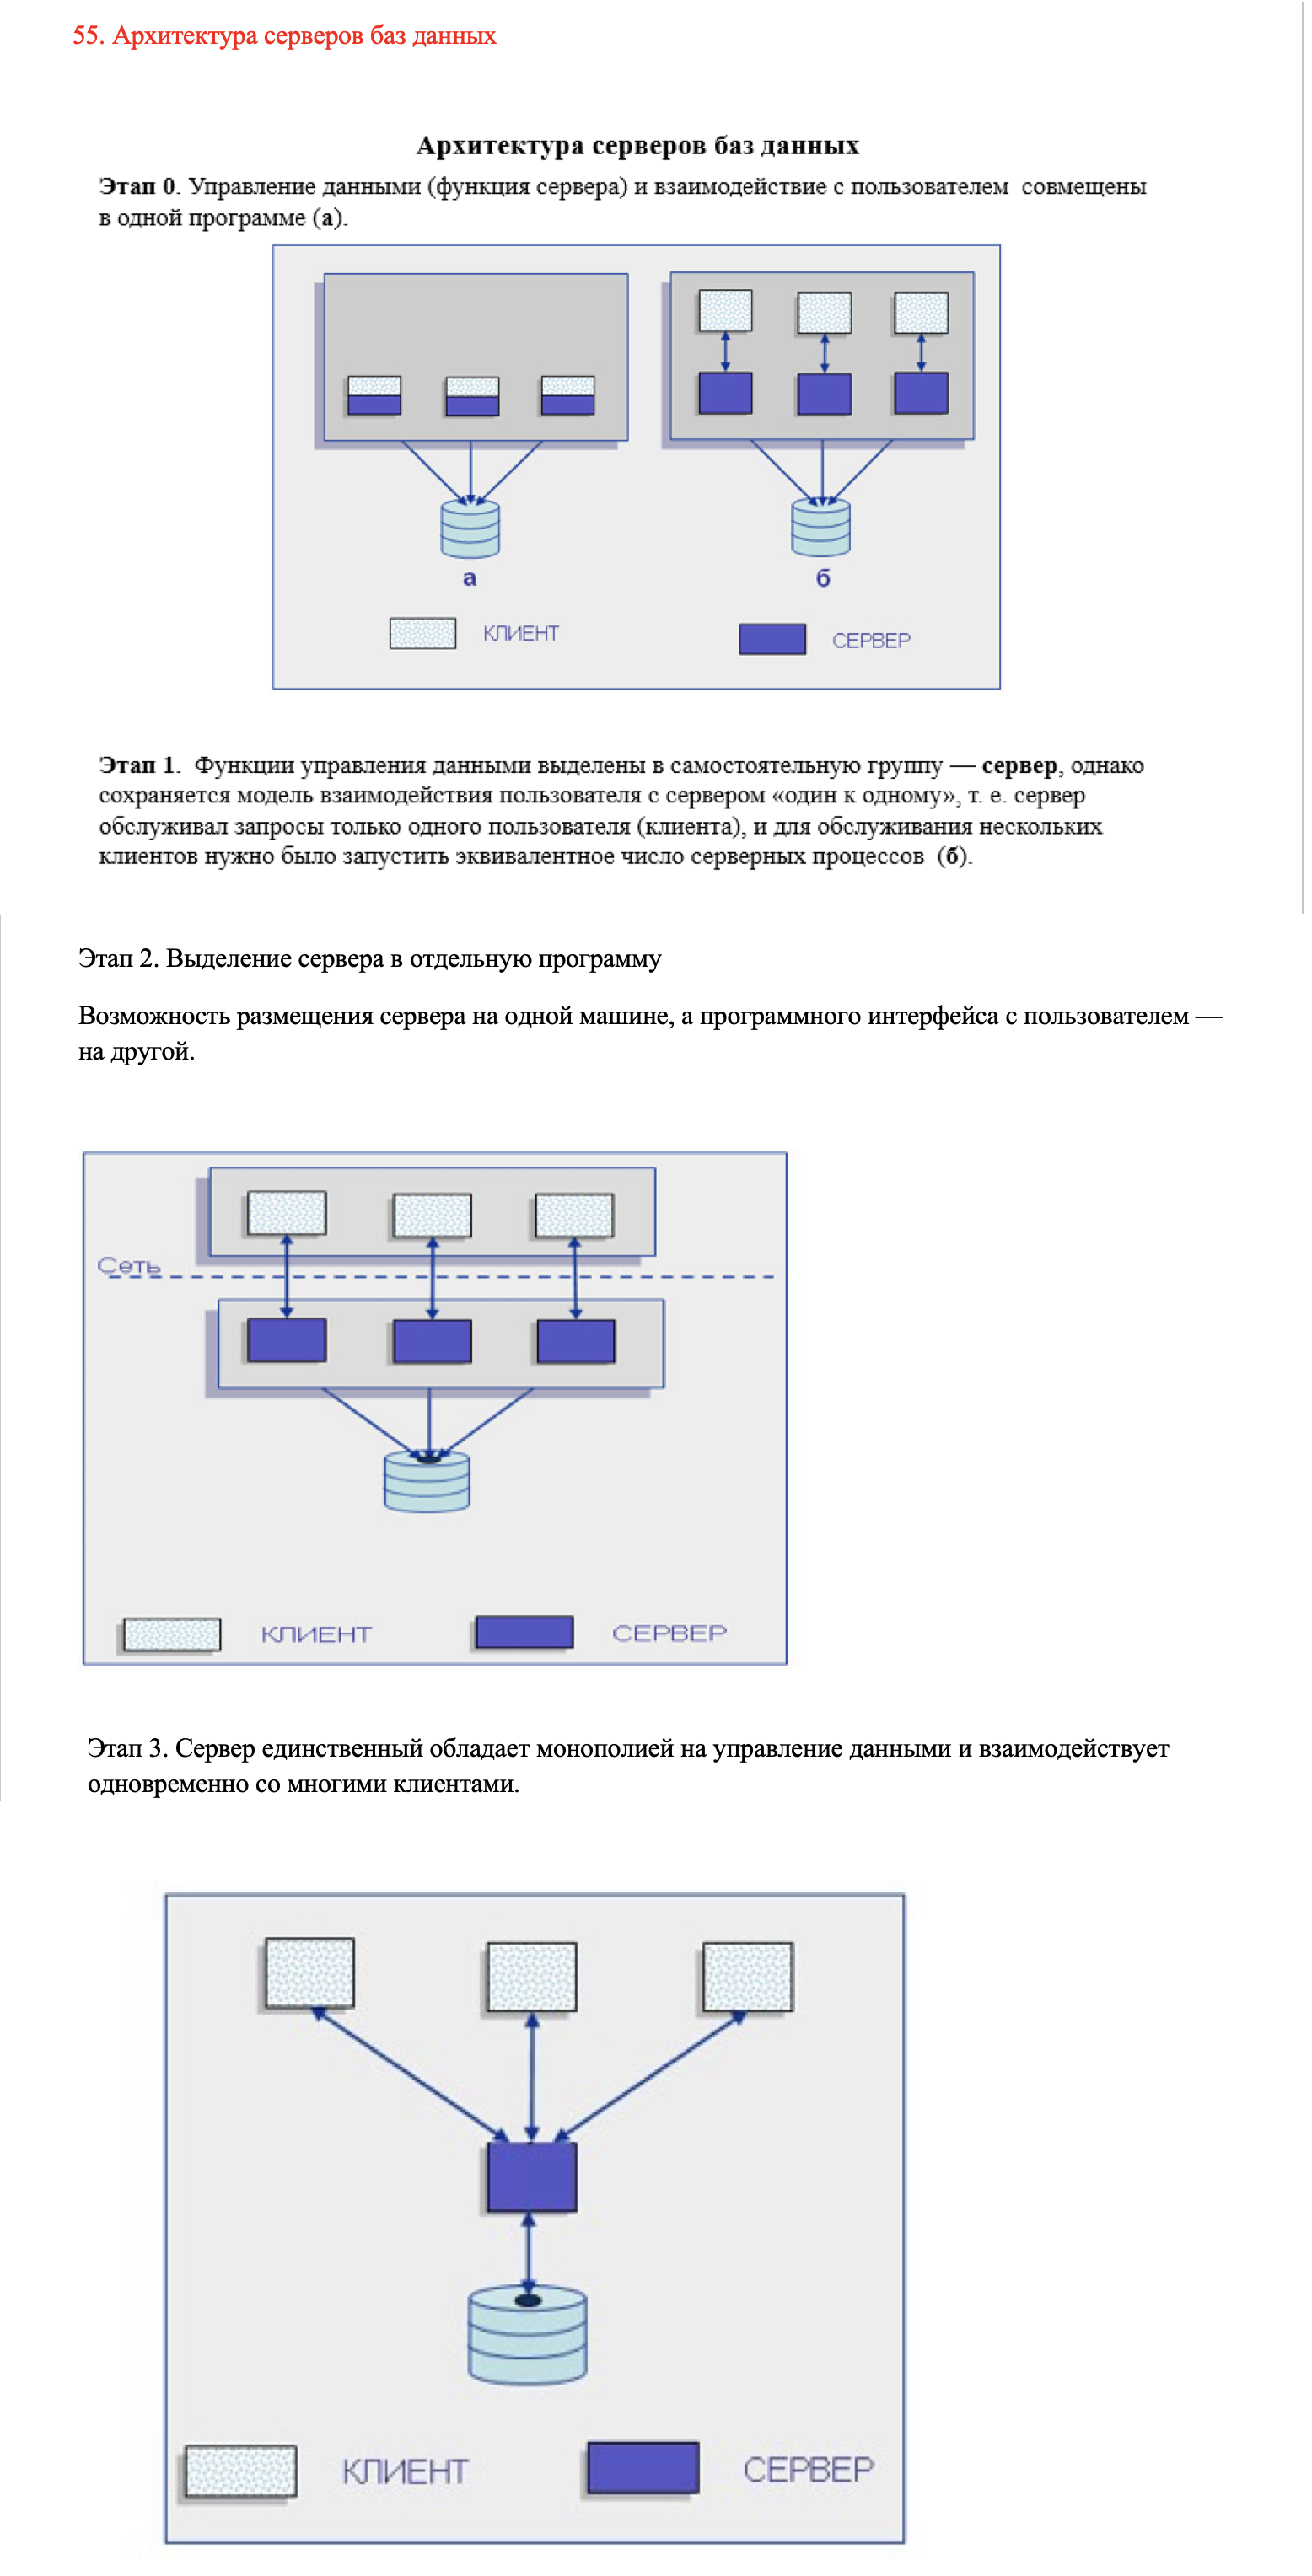 55. Архитектура серверов баз данных
Архитектура серверов баз данных
Этап 0. Управление данными (функция сервера) и взаимодействие с пользователем совмещены
в одной программе (а).
а
б
КЛИЕНТ
СЕРВЕР
Этап 1. Функции управления данными выделены в самостоятельную группу — сервер, однако
сохраняется модель взаимодействия пользователя с сервером «один к одному», т. е. сервер
обслуживал запросы только одного пользователя (клиента), и для обслуживания нескольких
клиентов нужно было запустить эквивалентное число серверных процессов (б).
Этап 2. Выделение сервера в отдельную программу
Возможность размещения сервера на одной машине, а программного интерфейса с пользователем —
на другой.
Сеть
КЛИЕНТ
СЕРВЕР
Этап 3. Сервер единственный обладает монополией на управление данными и взаимодействует
одновременно со многими клиентами.
КЛИЕНТ
СЕРВЕР